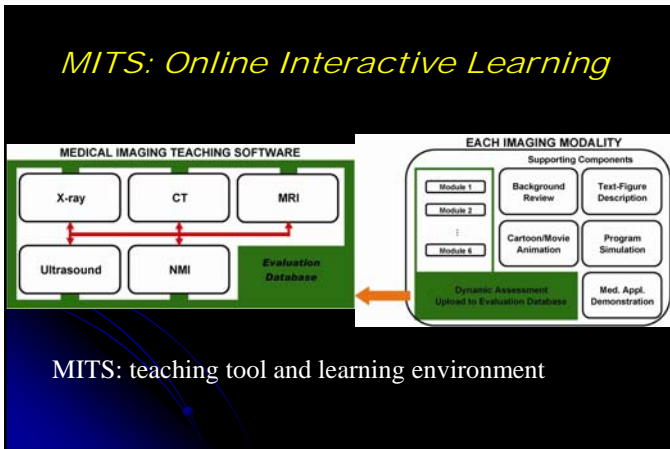 MITS: Online Interactive Learning
MEDICAL IMAGING TEACHING SOFTWARE
X-ray
CT
MRI
Ultrasound
NMI
Evaluation
Database
EACH IMAGING MODALITY
Supporting Components
Module 1
Module 2
⋮
Module 6
Background
Review
Text-Figure
Description
Cartoon/Movie
Animation
Program
Simulation
Dynamic Assessment
Upload to Evaluation Database
Med. Appl.
Demonstration
MITS: teaching tool and learning environment